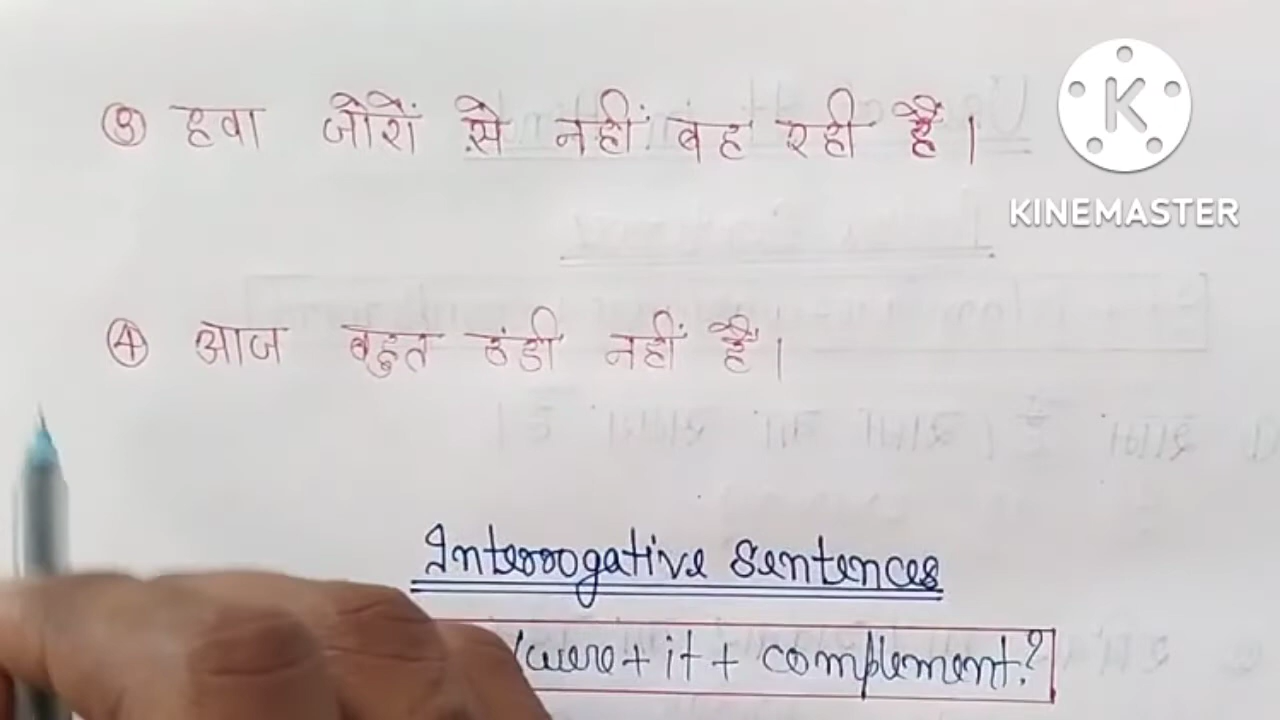 ③ हवा जोरों से नहीं बह रही है।
KINEMASTER
④ आज बहुत ठंडी नहीं है।
Interrogative Sentences
/were + it + complement?